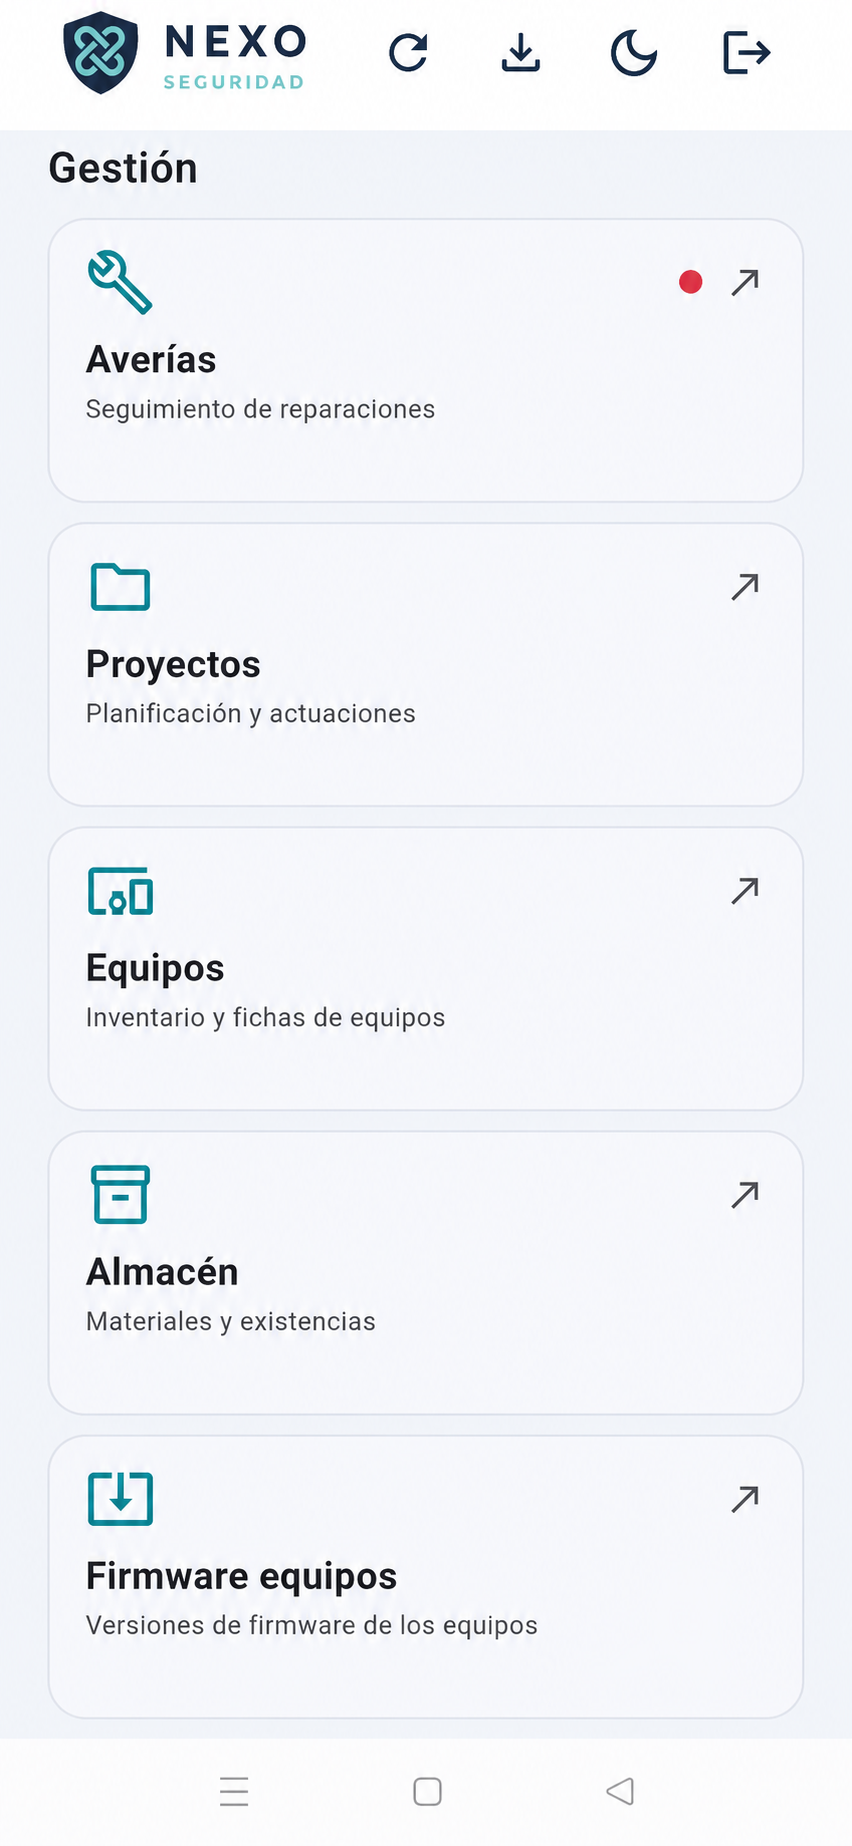 NEXO
SEGURIDAD
Gestión
Averías
Seguimiento de reparaciones
Proyectos
Planificación y actuaciones
Equipos
Inventario y fichas de equipos
Almacén
Materiales y existencias
Firmware equipos
Versiones de firmware de los equipos